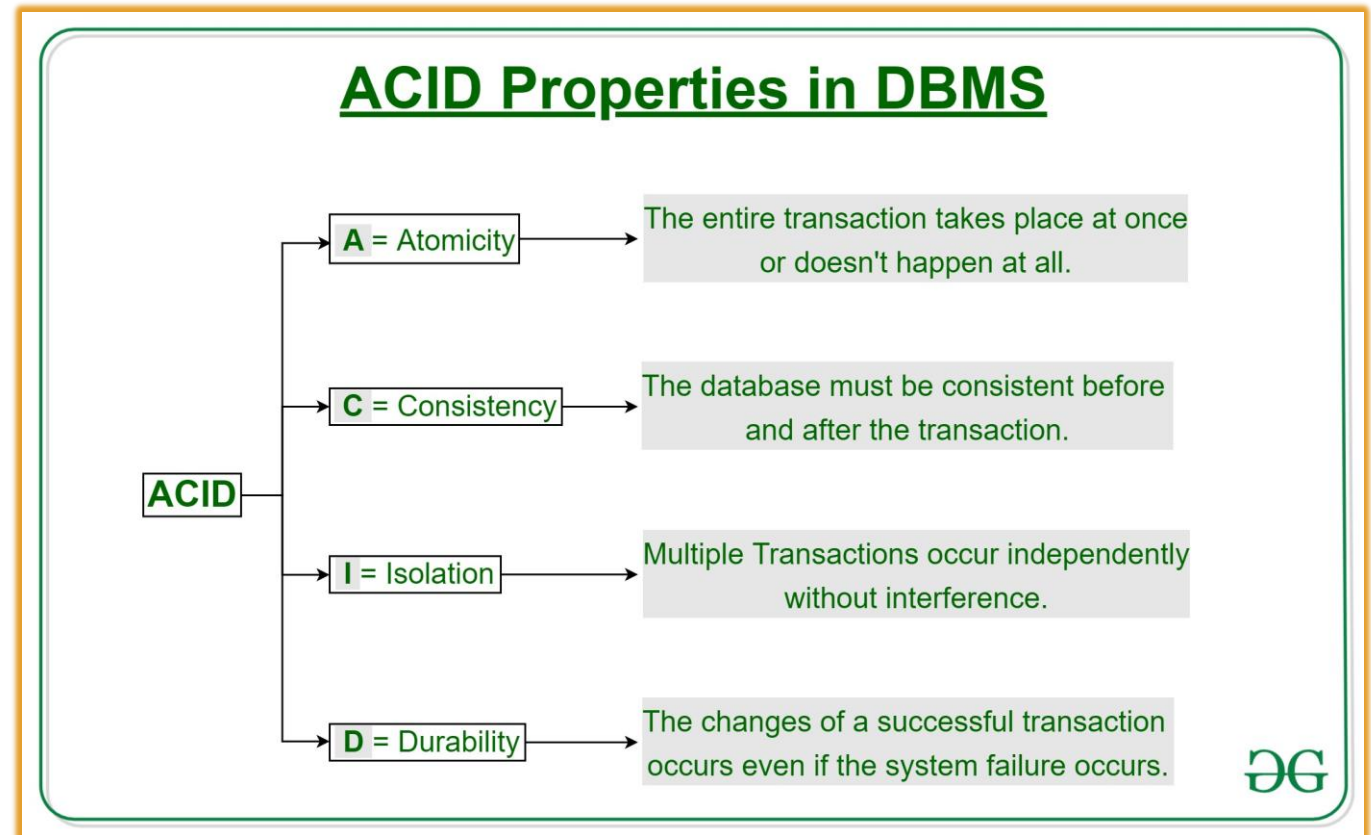 ACID Properties in DBMS
A = Atomicity
The entire transaction takes place at once
or doesn't happen at all.
C = Consistency
The database must be consistent before
and after the transaction.
ACID
I = Isolation
Multiple Transactions occur independently
without interference.
D = Durability
The changes of a successful transaction
occurs even if the system failure occurs.